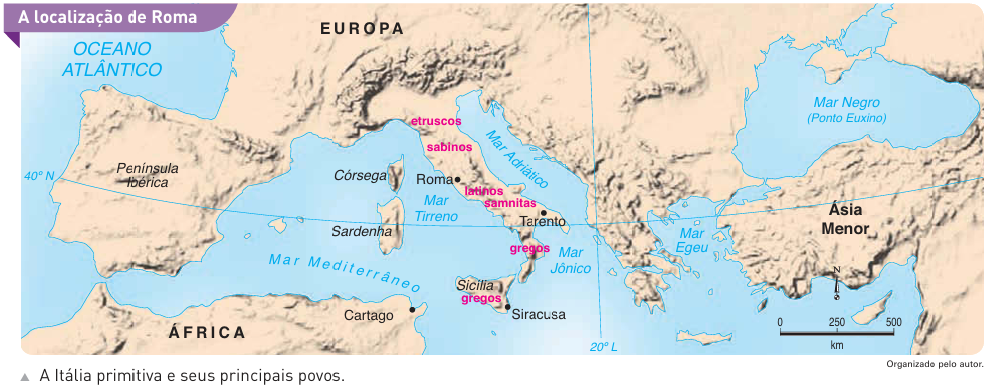 A localização de Roma
EUROPA
OCEANO
ATLÂNTICO
Mar Negro
(Ponto Euxino)
etruscos
sabinos
Mar Adriático
Península
Ibérica
40º N
Córsega
Roma
latinos
samnitas
Mar
Tirreno
Tarento
Sardenha
Ásia
Menor
Mar
Egeu
gregos
Mar
Jônico
Mar Mediterrâneo
Sicília
gregos
Siracusa
Cartago
ÁFRICA
20º L
N
0 250 500
km
Organizado pelo autor.
A Itália primitiva e seus principais povos.